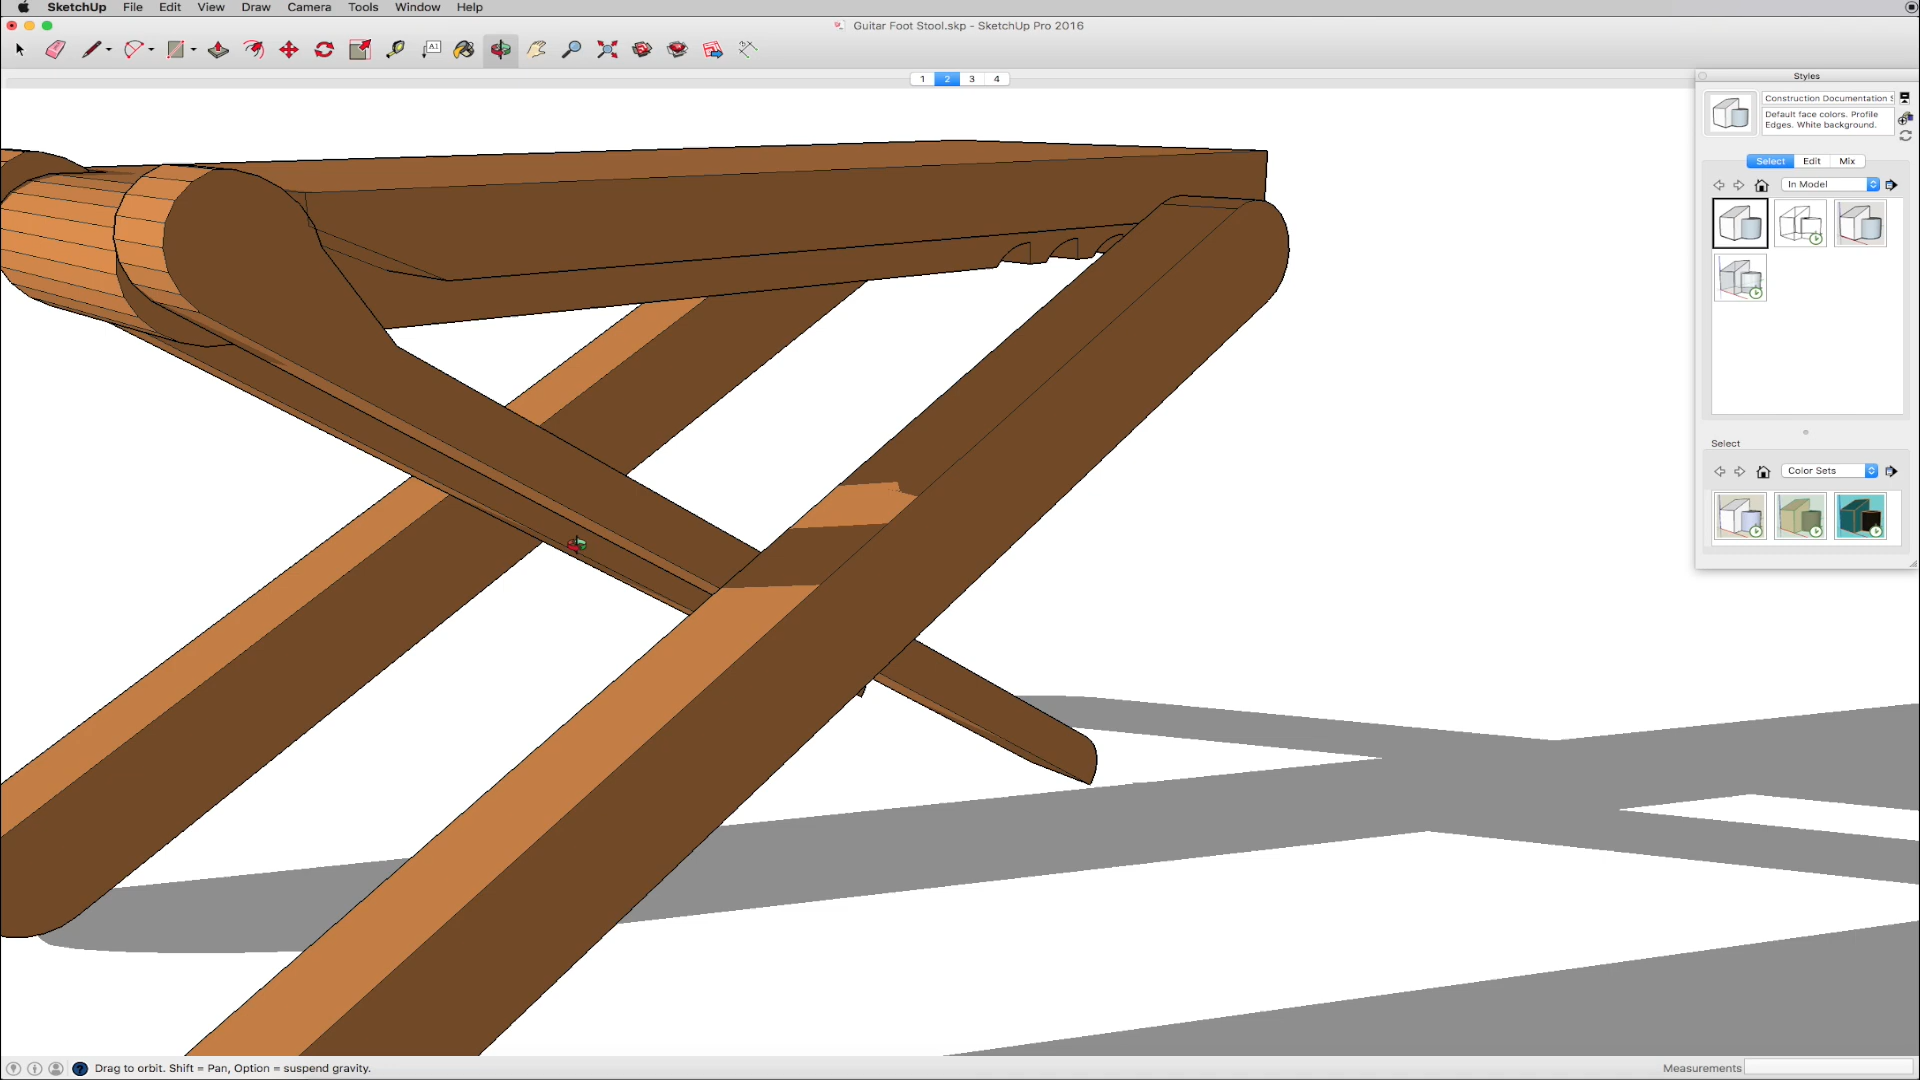 SketchUp File Edit View Draw Camera Tools Window Help
Guitar Foot Stool.skp - SketchUp Pro 2016
A1
1 2 3 4
Styles
Construction Documentation S
Default face colors. Profile
Edges. White background.
Select Edit Mix
In Model
Select
Color Sets
Drag to orbit. Shift = Pan, Option = suspend gravity.
Measurements